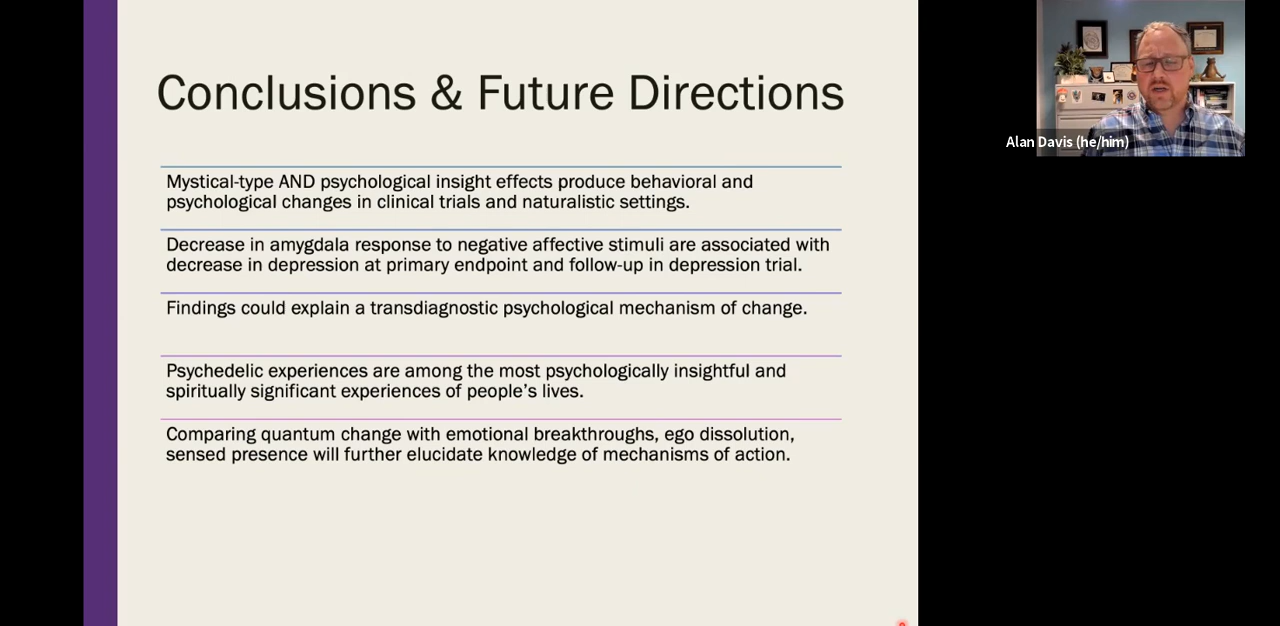 Conclusions & Future Directions
Mystical-type AND psychological insight effects produce behavioral and
psychological changes in clinical trials and naturalistic settings.
Decrease in amygdala response to negative affective stimuli are associated with
decrease in depression at primary endpoint and follow-up in depression trial.
Findings could explain a transdiagnostic psychological mechanism of change.
Psychedelic experiences are among the most psychologically insightful and
spiritually significant experiences of people’s lives.
Comparing quantum change with emotional breakthroughs, ego dissolution,
sensed presence will further elucidate knowledge of mechanisms of action.
Alan Davis (he/him)